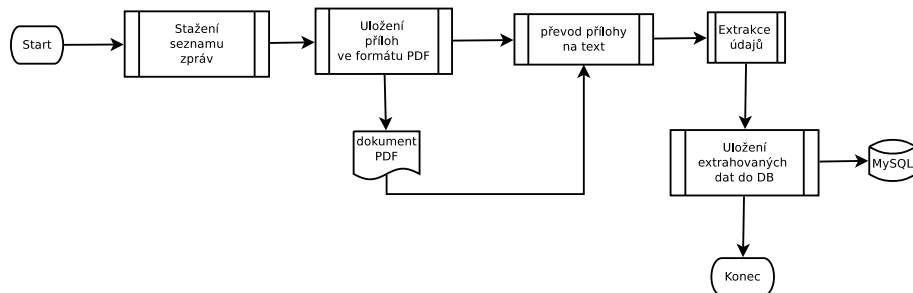 Start
Stažení
seznamu
zpráv
Uložení
příloh
ve formátu PDF
převod přílohy
na text
Extrakce
údajů
dokument
PDF
Uložení
extrahovaných
dat do DB
MySQL
Konec